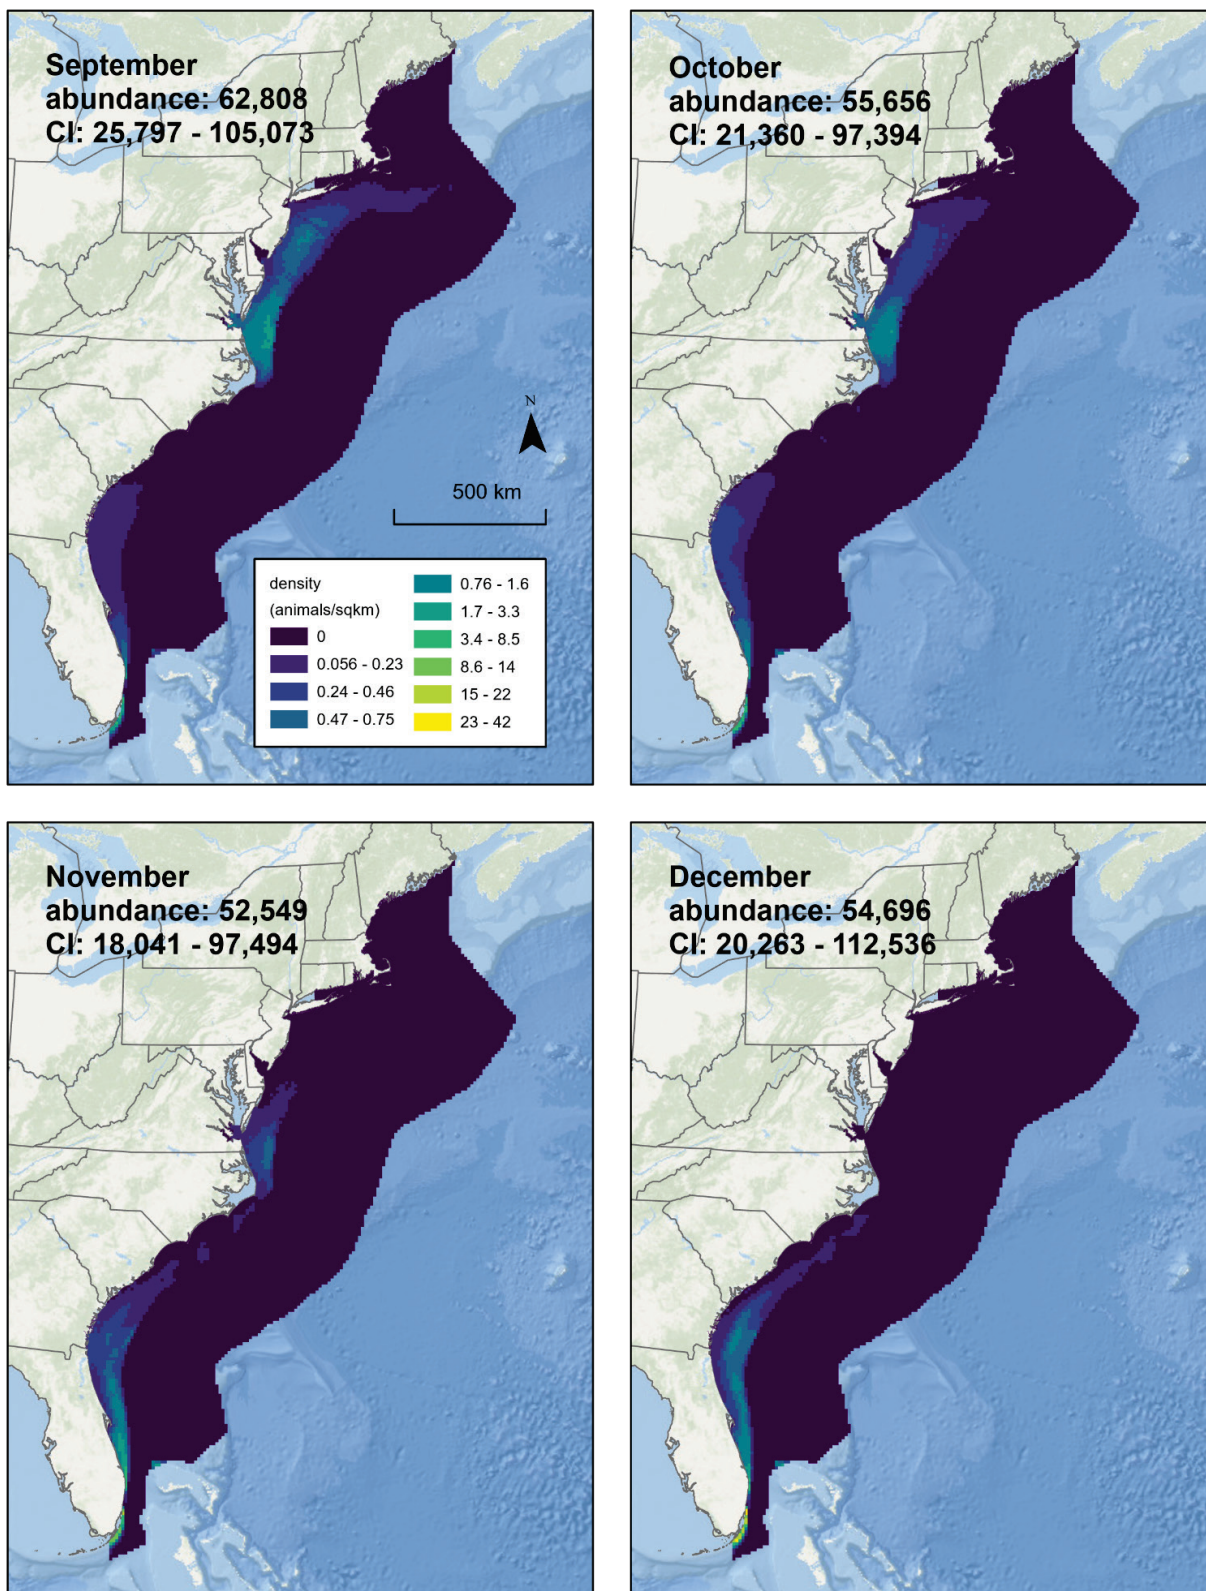 September
abundance: 62,808
CI: 25,797 - 105,073
N
500 km
density
(animals/sqkm)
0
0.056 - 0.23
0.24 - 0.46
0.47 - 0.75
0.76 - 1.6
1.7 - 3.3
3.4 - 8.5
8.6 - 14
15 - 22
23 - 42
October
abundance: 55,656
CI: 21,360 - 97,394
November
abundance: 52,549
CI: 18,041 - 97,494
December
abundance: 54,696
CI: 20,263 - 112,536